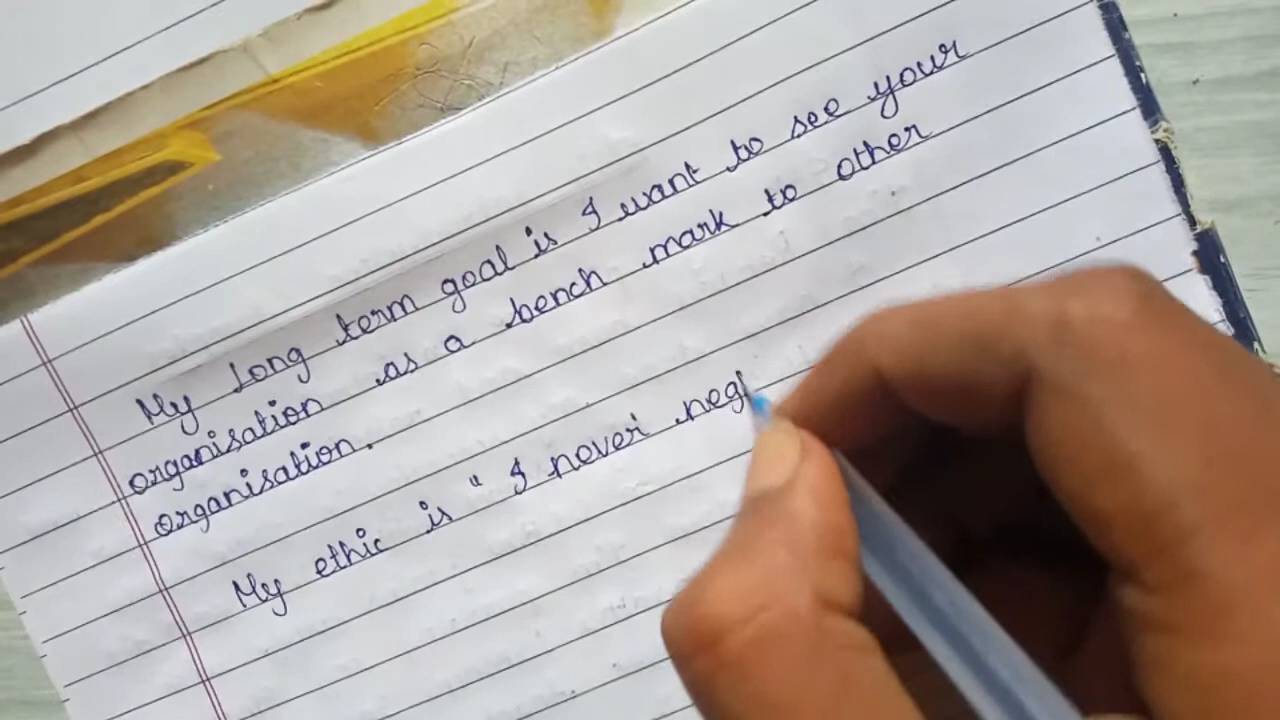 My Long term goal is I want to see your
organisation as a bench mark to other
organisation.
My ethic is " I never negl